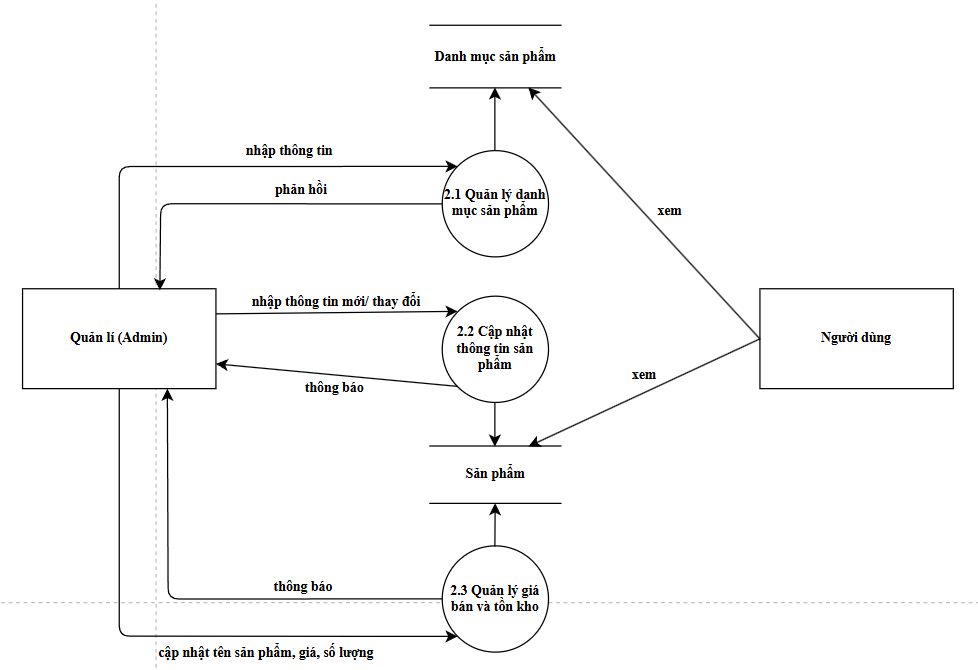 Danh mục sản phẩm
nhập thông tin
phản hồi
2.1 Quản lý danh
mục sản phẩm
xem
nhập thông tin mới/ thay đổi
Quản lí (Admin)
2.2 Cập nhật
thông tin sản
phẩm
Người dùng
thông báo
xem
Sản phẩm
thông báo
2.3 Quản lý giá
bán và tồn kho
cập nhật tên sản phẩm, giá, số lượng